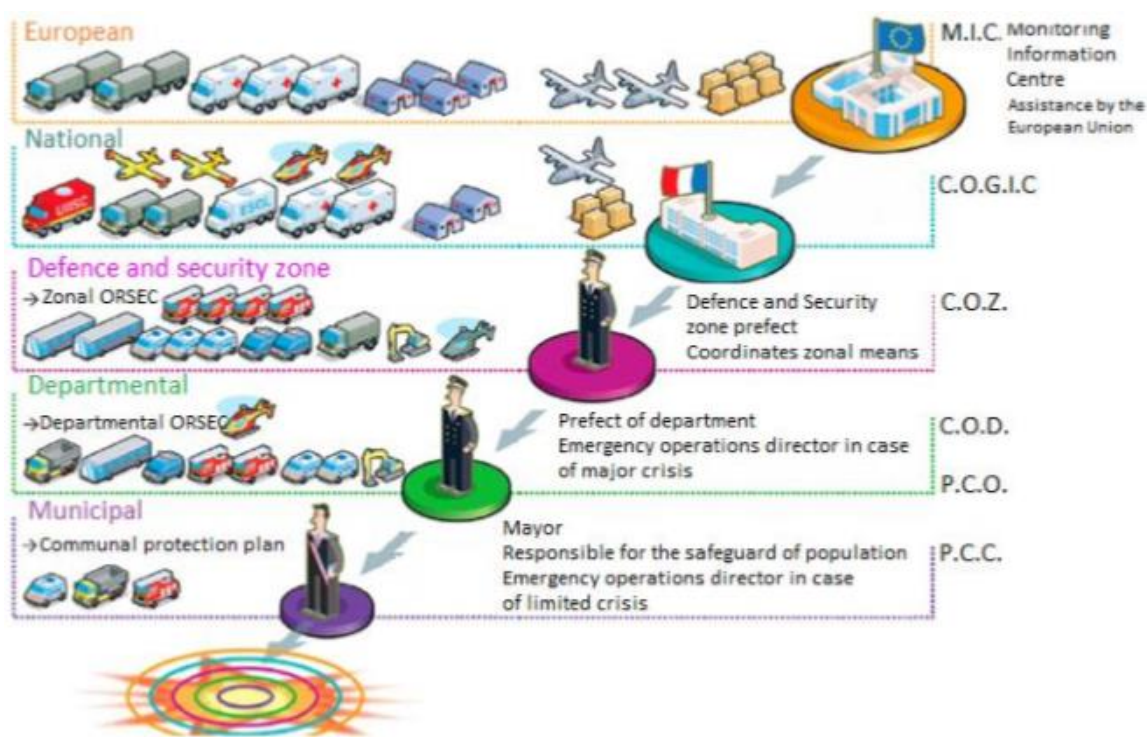 European
M.I.C. Monitoring
Information
Centre
Assistance by the
European Union
National
C.O.G.I.C
ESOL
Defence and security zone
→Zonal ORSEC
Defence and Security
zone prefect
Coordinates zonal means
C.O.Z.
Departmental
→Departmental ORSEC
Prefect of department
Emergency operations director in case
of major crisis
C.O.D.
P.C.O.
Municipal
→Communal protection plan
Mayor
Responsible for the safeguard of population
Emergency operations director in case
of limited crisis
P.C.C.